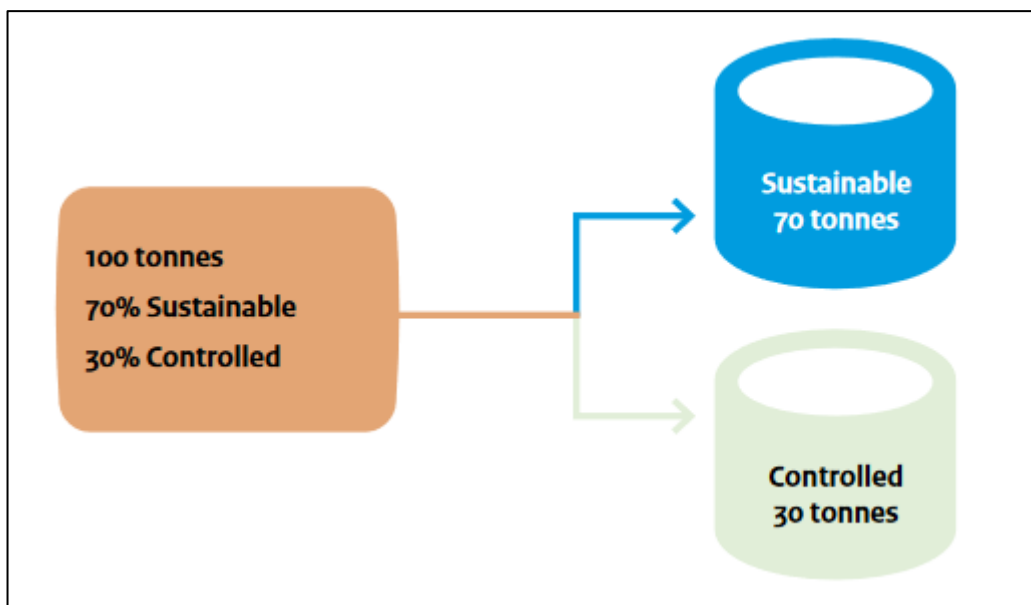 100 tonnes
70% Sustainable
30% Controlled
Sustainable
70 tonnes
Controlled
30 tonnes